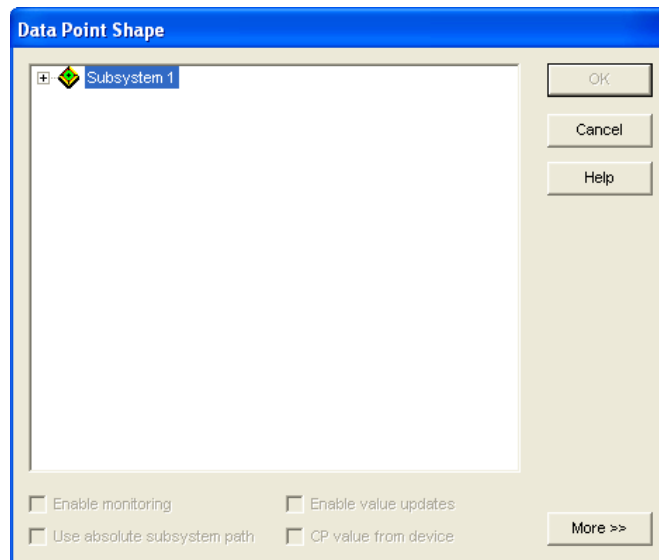 Data Point Shape
Subsystem 1
OK
Cancel
Help
Enable monitoring
Enable value updates
Use absolute subsystem path
CP value from device
More >>